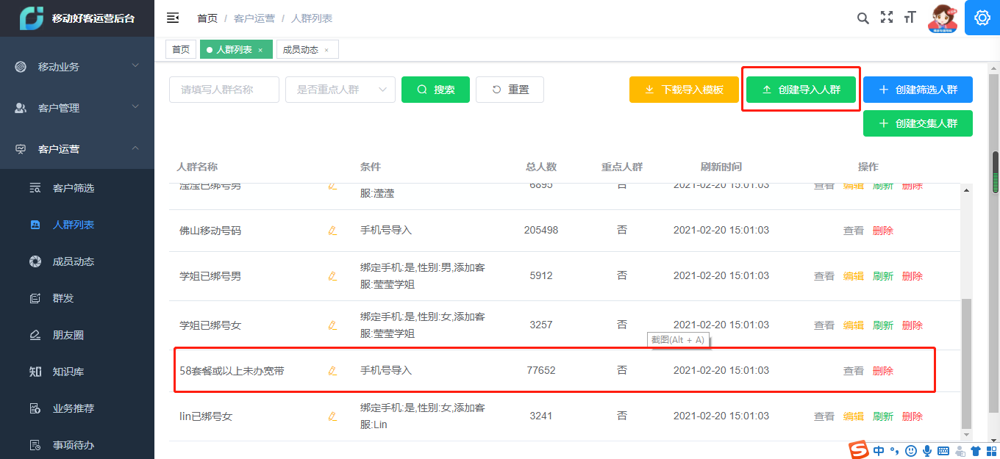 移动好客运营后台
首页 / 客户运营 / 人群列表
首页 人群列表 × 成员动态 ×
移动业务
客户管理
客户运营
客户筛选
人群列表
成员动态
群发
朋友圈
知识库
业务推荐
事项待办
请填写人群名称 是否重点人群 搜索 重置 下载导入模板 创建导入人群 创建筛选人群
创建交集人群
人群名称 条件 总人数 重点人群 刷新时间 操作
滢滢已绑号男 服:滢滢 6895 否 2021-02-20 15:01:03 查看 编辑 刷新 删除
佛山移动号码 手机号导入 205498 否 2021-02-20 15:01:03 查看 删除
学姐已绑号男 绑定手机:是,性别:男,添加客 5912 否 2021-02-20 15:01:03 查看 编辑 刷新 删除
服:莹莹学姐
学姐已绑号女 绑定手机:是,性别:女,添加客 3257 否 2021-02-20 15:01:03 查看 编辑 刷新 删除
服:莹莹学姐
截图(Alt + A)
58套餐或以上未办宽带 手机号导入 77652 否 2021-02-20 15:01:03 查看 删除
lin已绑号女 绑定手机:是,性别:女,添加客 3241 否 2021-02-20 15:01:03 查看 编辑 刷新 删除
服:Lin
中